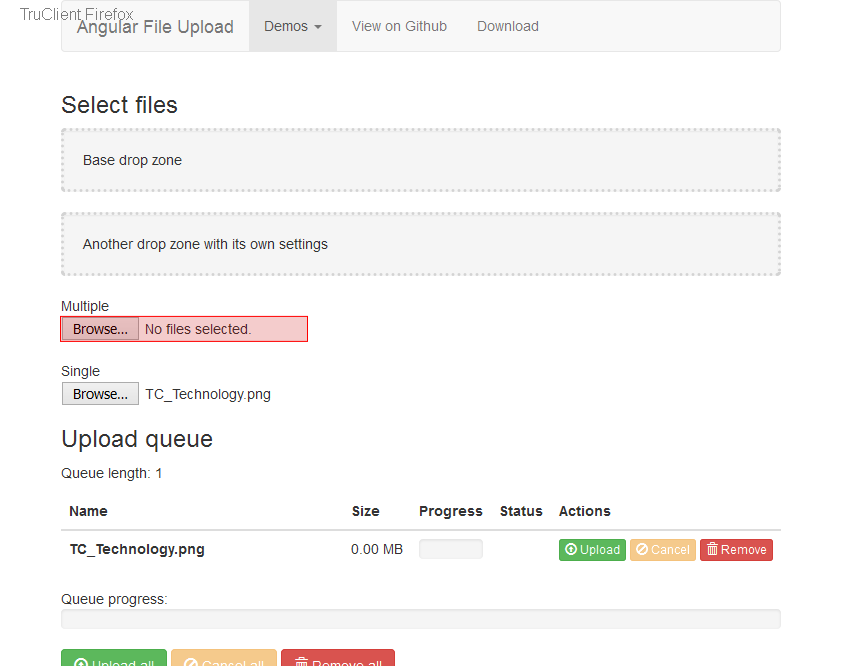 TruClient Firefox
Angular File Upload Demos View on Github Download
Select files
Base drop zone
Another drop zone with its own settings
Multiple
Browse... No files selected.
Single
Browse... TC_Technology.png
Upload queue
Queue length: 1
Name Size Progress Status Actions
TC_Technology.png 0.00 MB Upload Cancel Remove
Queue progress:
Upload all Cancel all Remove all